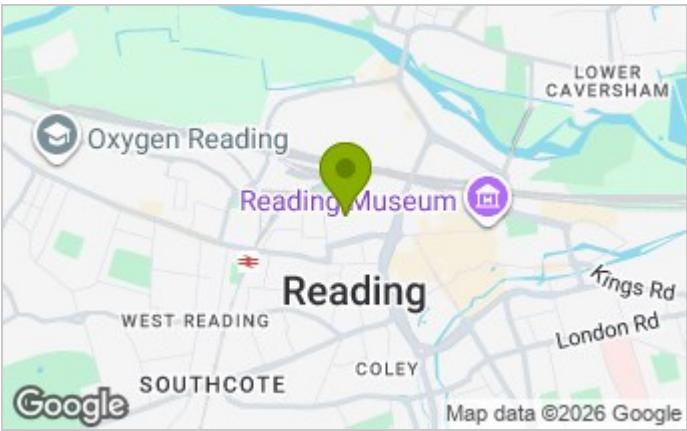 LOWER
CAVERSHAM
Oxygen Reading
Reading Museum
Kings Rd
Reading
WEST READING
London Rd
COLEY
SOUTHCOTE
Google
Map data ©2026 Google